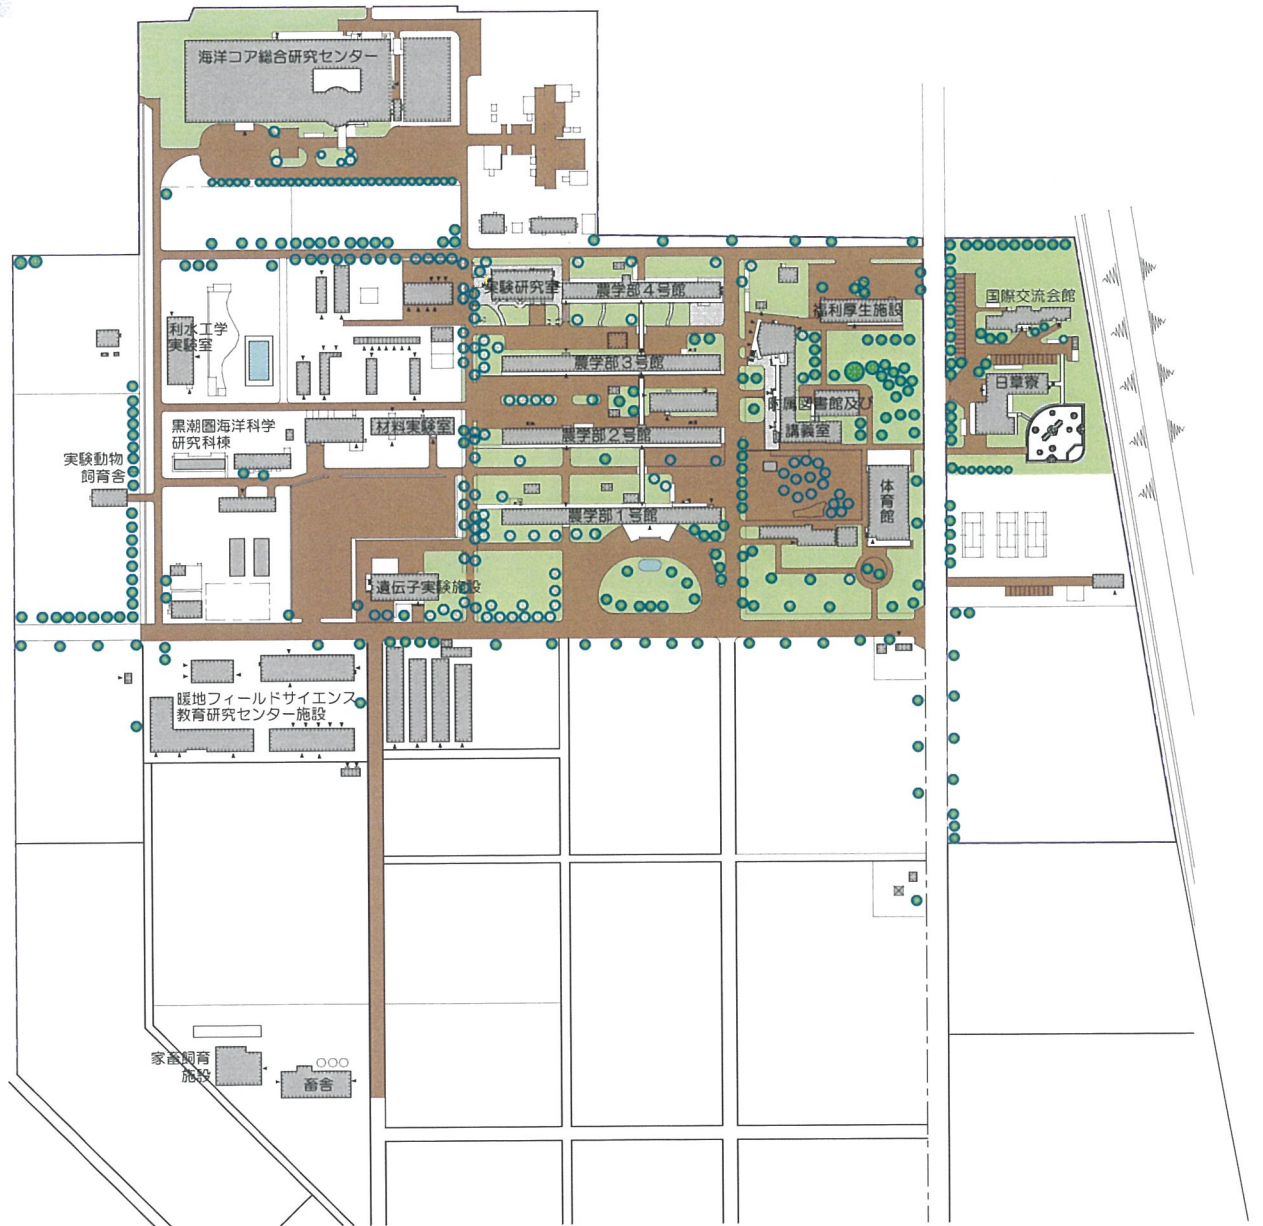 海洋コア総合研究センター
実験研究室
農学部4号館
国際交流会館
福利厚生施設
利水工学
実験室
農学部3号館
日章寮
附属図書館及び
講義室
黒潮圏海洋科学
研究科棟
材料実験室
農学部2号館
実験動物
飼育舎
体育館
農学部1号館
遺伝子実験施設
暖地フィールドサイエンス
教育研究センター施設
家畜飼育
施設
畜舎